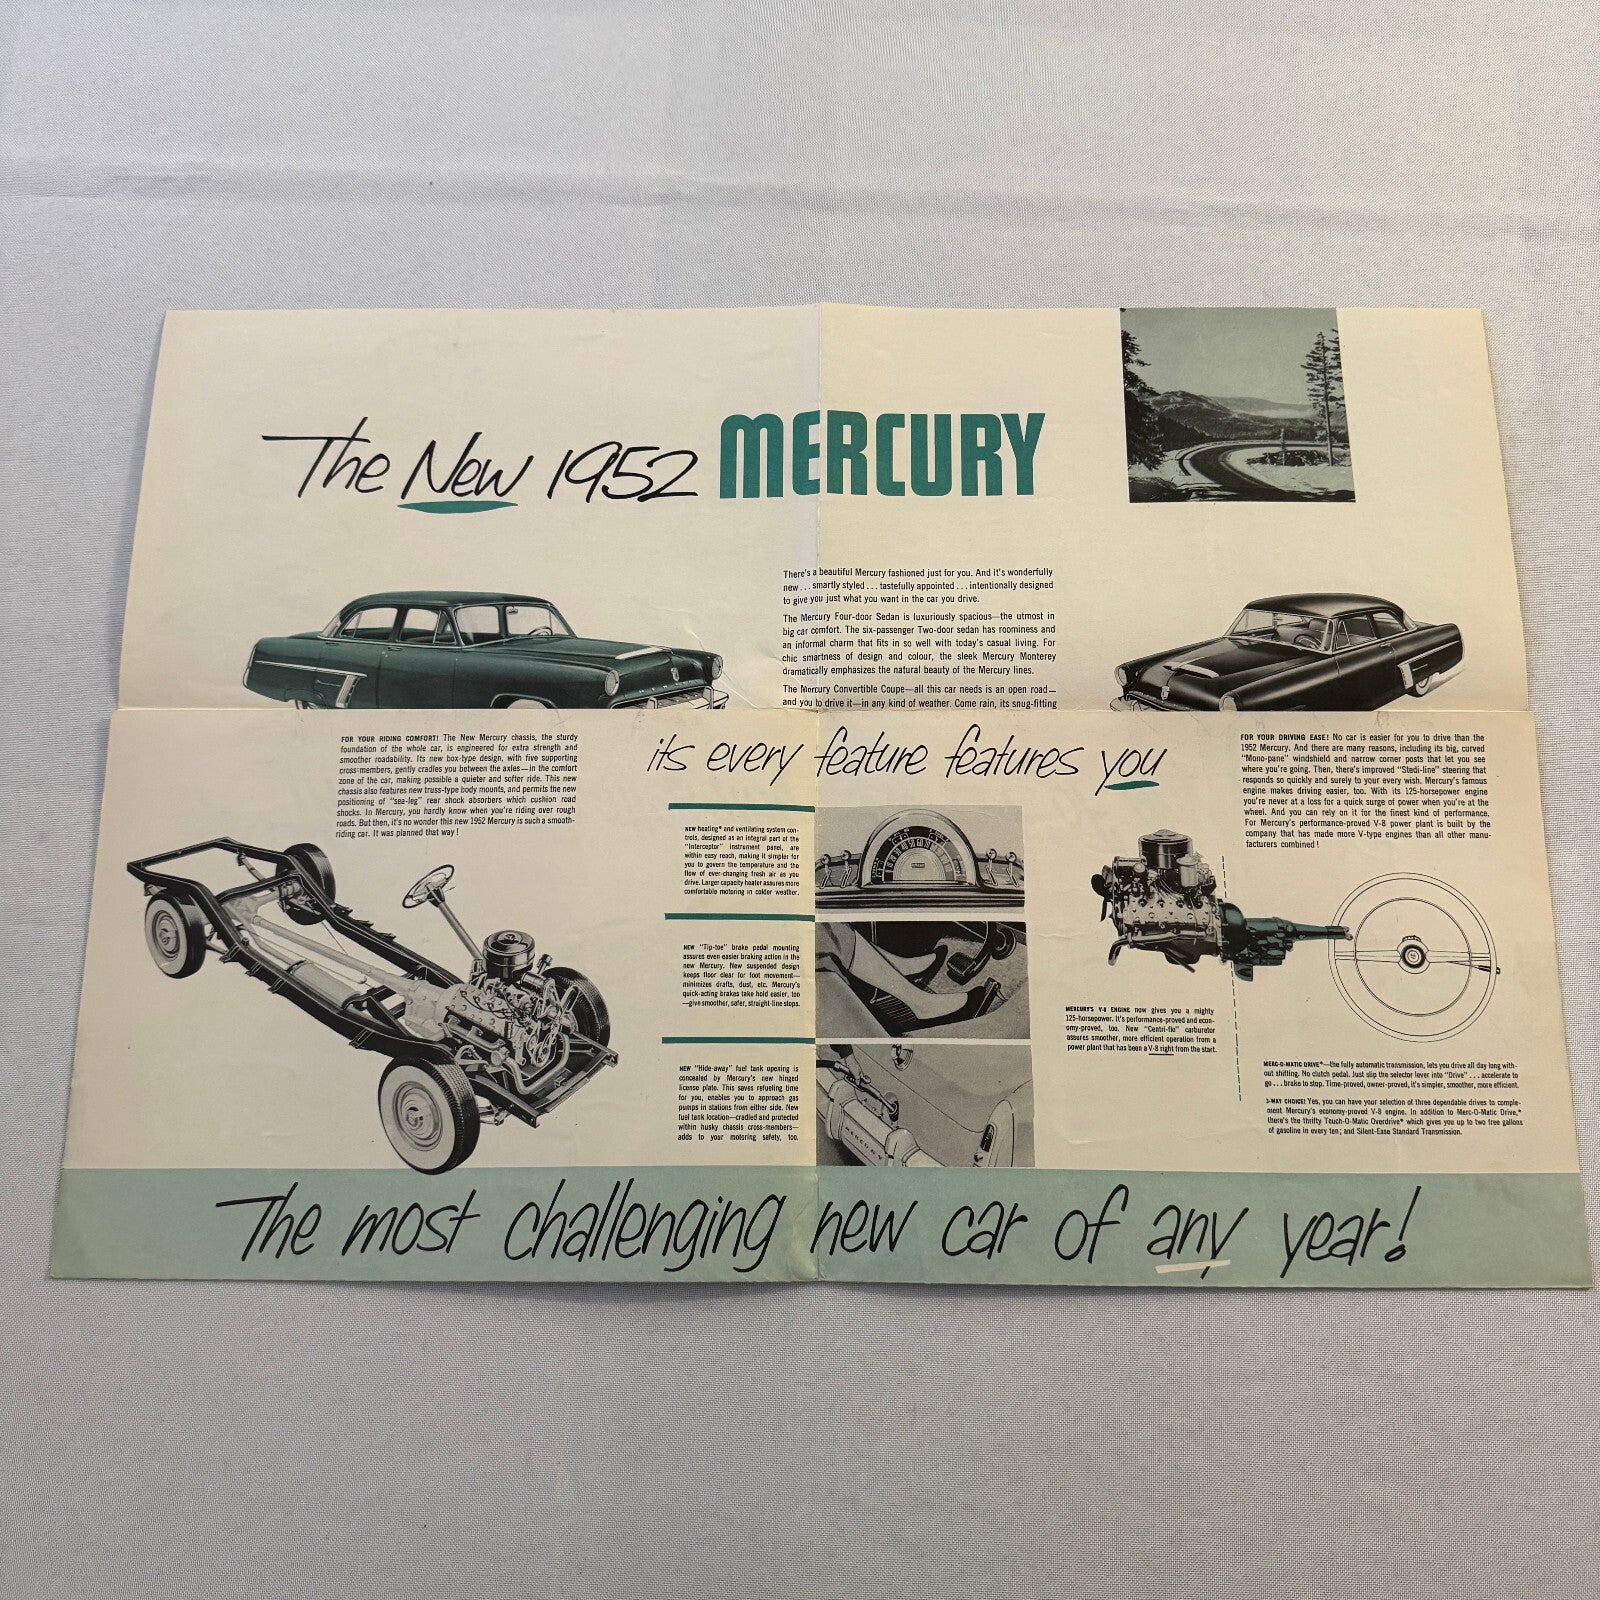 The New 1952 MERCURY
There's a beautiful Mercury fashioned just for you. And it's wonderfully
new . . . smartly styled . . . tastefully appointed . . . intentionally designed
to give you just what you want in the car you drive.
The Mercury Four-door Sedan is luxuriously spacious—the utmost in
big car comfort. The six-passenger Two-door sedan has roominess and
an informal charm that fits in so well with today's casual living. For
chic smartness of design and colour, the sleek Mercury Monterey
dramatically emphasizes the natural beauty of the Mercury lines.
The Mercury Convertible Coupe—all this car needs is an open road—
and you to drive it—in any kind of weather. Come rain, its snug-fitting
its every feature features you
FOR YOUR RIDING COMFORT! The New Mercury chassis, the sturdy
foundation of the whole car, is engineered for extra strength and
smoother roadability. Its new box-type design, with five supporting
cross-members, gently cradles you between the axles—in the comfort
zone of the car, making possible a quieter and softer ride. This new
chassis also features new truss-type body mounts, and permits the new
positioning of "sea-leg" rear shock absorbers which cushion road
shocks. In Mercury, you hardly know when you're riding over rough
roads. But then, it's no wonder this new 1952 Mercury is such a smooth-
riding car. It was planned that way!
NEW heating* and ventilating system con-
trols, designed as an integral part of the
"Interceptor" instrument panel, are
within easy reach, making it simpler for
you to govern the temperature and the
flow of ever-changing fresh air as you
drive. Larger capacity heater assures more
comfortable motoring in colder weather.
NEW "Tip-toe" brake pedal mounting
assures even easier braking action in the
new Mercury. New suspended design
keeps floor clear for foot movement—
minimizes drafts, dust, etc. Mercury's
quick-acting brakes take hold easier, too
—give smoother, safer, straight-line stops.
NEW "Hide-away" fuel tank opening is
concealed by Mercury's new hinged
license plate. This saves refueling time
for you, enables you to approach gas
pumps in stations from either side. New
fuel tank location—cradled and protected
within husky chassis cross-members—
adds to your motoring safety, too.
MERCURY
FOR YOUR DRIVING EASE! No car is easier for you to drive than the
1952 Mercury. And there are many reasons, including its big, curved
"Mono-pane" windshield and narrow corner posts that let you see
where you're going. Then, there's improved "Stedi-line" steering that
responds so quickly and surely to your every wish. Mercury's famous
engine makes driving easier, too. With its 125-horsepower engine
you're never at a loss for a quick surge of power when you're at the
wheel. And you can rely on it for the finest kind of performance.
For Mercury's performance-proved V-8 power plant is built by the
company that has made more V-type engines than all other manu-
facturers combined!
MERCURY'S V-8 ENGINE now gives you a mighty
125-horsepower. It's performance-proved and econ-
omy-proved, too. New "Centri-flo" carburetor
assures smoother, more efficient operation from a
power plant that has been a V-8 right from the start.
MERC-O-MATIC DRIVE*—the fully automatic transmission, lets you drive all day long with-
out shifting. No clutch pedal. Just slip the selector lever into "Drive" . . . accelerate to
go . . . brake to stop. Time-proved, owner-proved, it's simpler, smoother, more efficient.
3-WAY CHOICE! Yes, you can have your selection of three dependable drives to comple-
ment Mercury's economy-proved V-8 engine. In addition to Merc-O-Matic Drive,*
there's the thrifty Touch-O-Matic Overdrive* which gives you up to two free gallons
of gasoline in every ten; and Silent-Ease Standard Transmission.
The most challenging new car of any year!